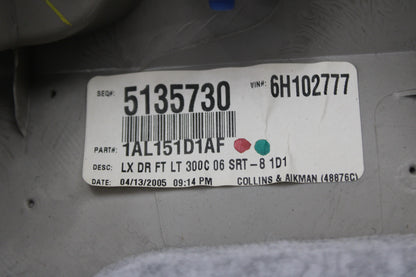 SEQ#: 5135730 VIN#: 6H102777
PART#: 1AL151D1AF
DESC: LX DR FT LT 300C 06 SRT-8 1D1
DATE: 04/13/2005 09:14 PM COLLINS & AIKMAN (48876C)